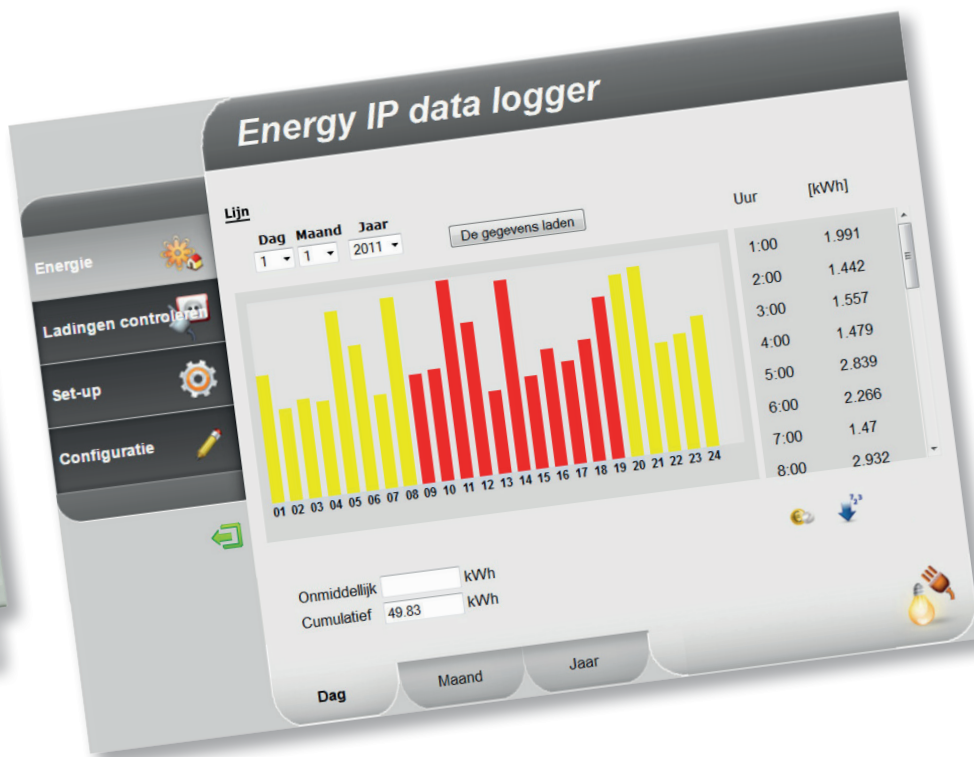 Energy IP data logger
Energie
Ladingen controleren
Set-up
Configuratie
Lijn
Dag Maand Jaar
1 1 2011
De gegevens laden
01 02 03 04 05 06 07 08 09 10 11 12 13 14 15 16 17 18 19 20 21 22 23 24
Uur [kWh]
1:00 1.991
2:00 1.442
3:00 1.557
4:00 1.479
5:00 2.839
6:00 2.266
7:00 1.47
8:00 2.932
Onmiddellijk kWh
Cumulatief 49.83 kWh
Dag Maand Jaar